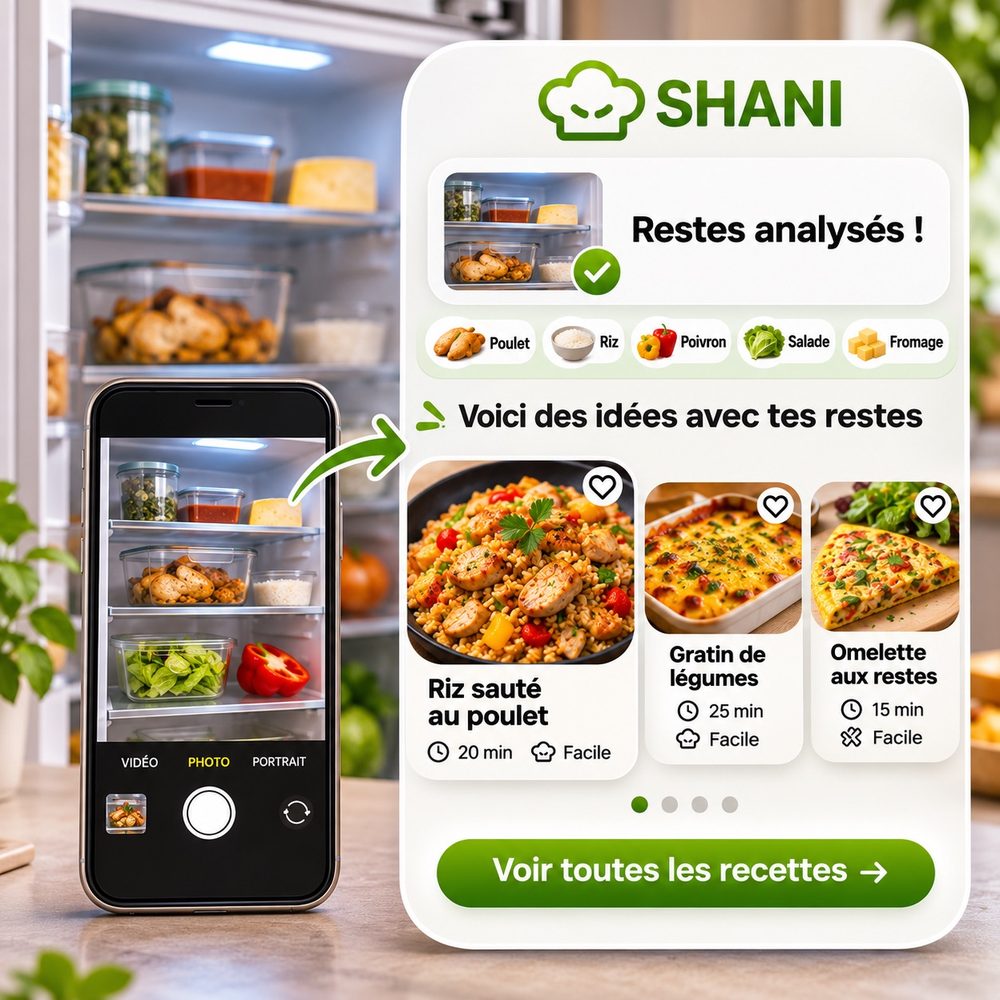 SHANI
Restes analysés !
Poulet
Riz
Poivron
Salade
Fromage
Voici des idées avec tes restes
Riz sauté
au poulet
20 min
Facile
Gratin de
légumes
25 min
Facile
Omelette
aux restes
15 min
Facile
Voir toutes les recettes →
VIDÉO
PHOTO
PORTRAIT